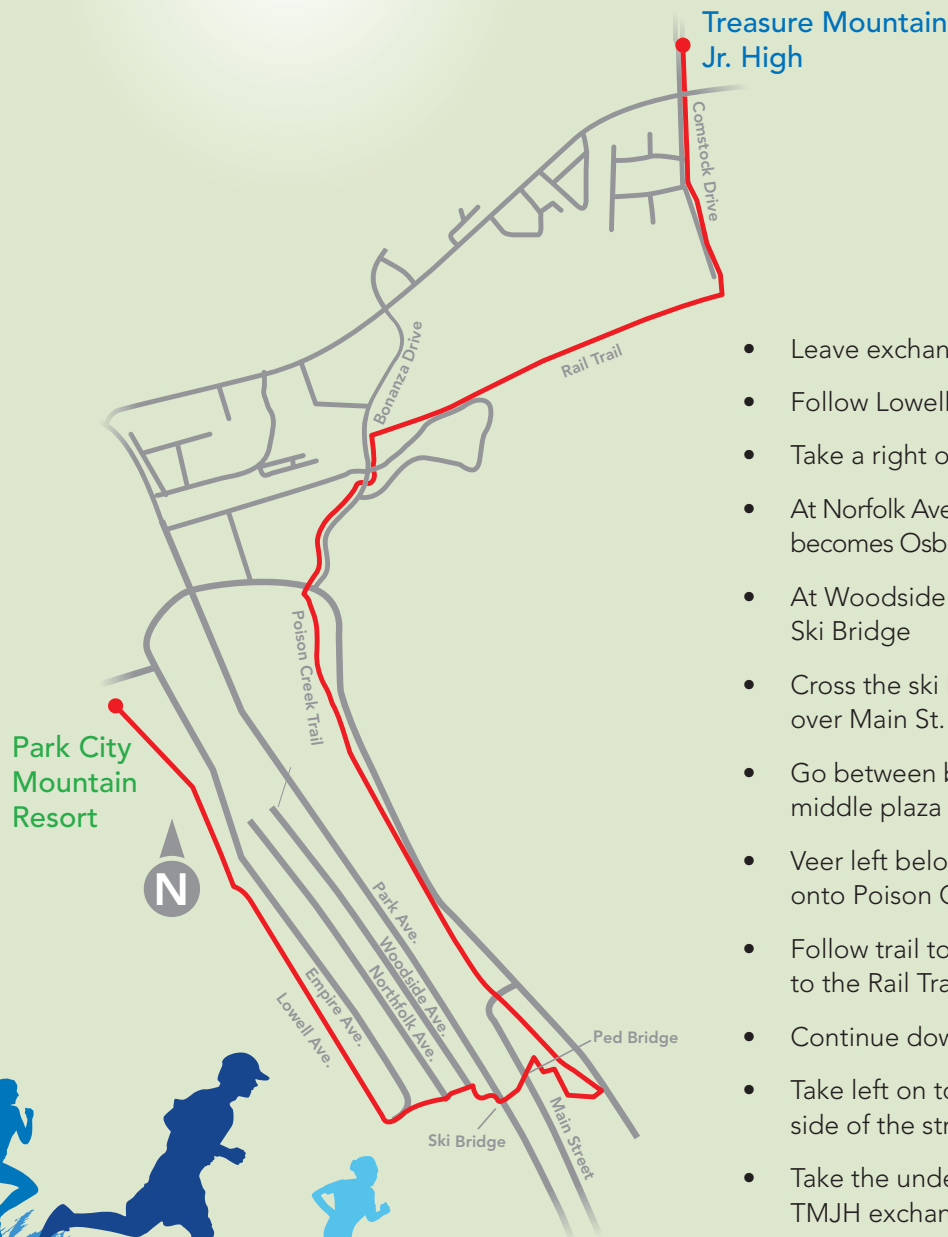 Treasure Mountain
Jr. High
Comstock Drive
Rail Trail
Bonanza Drive
Poison Creek Trail
Park City
Mountain
Resort
N
Park Ave.
Woodside Ave.
Northfolk Ave.
Empire Ave.
Lowell Ave.
Ped Bridge
Main Street
Ski Bridge
• Leave exchan
• Follow Lowell
• Take a right o
• At Norfolk Ave
becomes Osb
• At Woodside
Ski Bridge
• Cross the ski
over Main St.
• Go between b
middle plaza
• Veer left belo
onto Poison C
• Follow trail to
to the Rail Tra
• Continue dow
• Take left on to
side of the str
• Take the unde
TMJH exchan